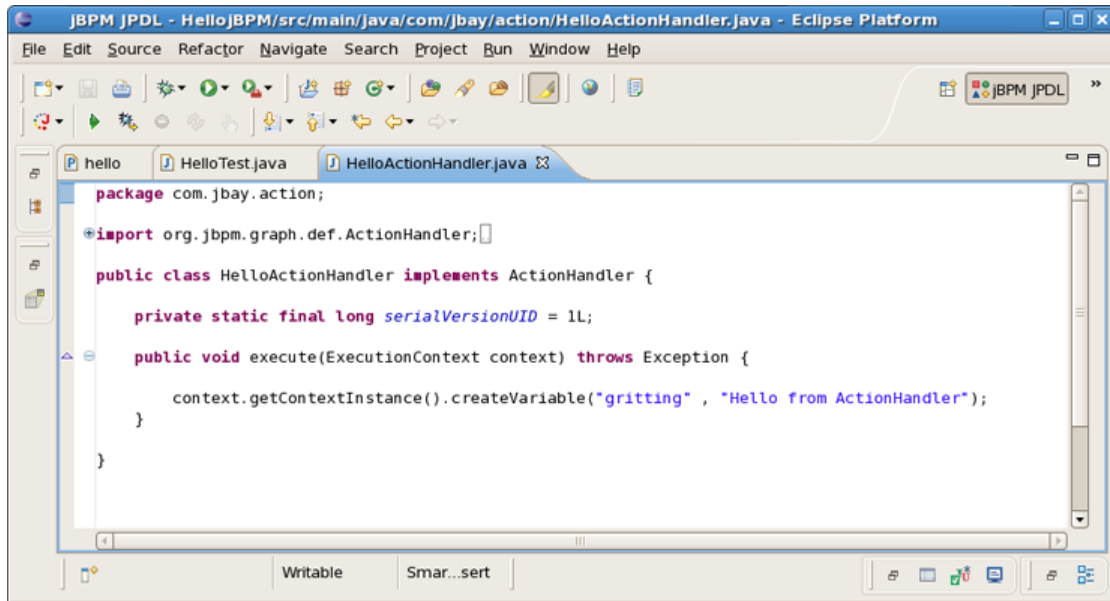 jBPM JPDL - HellojBPM/src/main/java/com/jbay/action/HelloActionHandler.java - Eclipse Platform
File Edit Source Refactor Navigate Search Project Run Window Help
jBPM JPDL »
hello HelloTest.java HelloActionHandler.java
package com.jbay.action;
import org.jbpm.graph.def.ActionHandler;
public class HelloActionHandler implements ActionHandler {
private static final long serialVersionUID = 1L;
public void execute(ExecutionContext context) throws Exception {
context.getContextInstance().createVariable("gritting" , "Hello from ActionHandler");
}
}
Writable Smar...sert